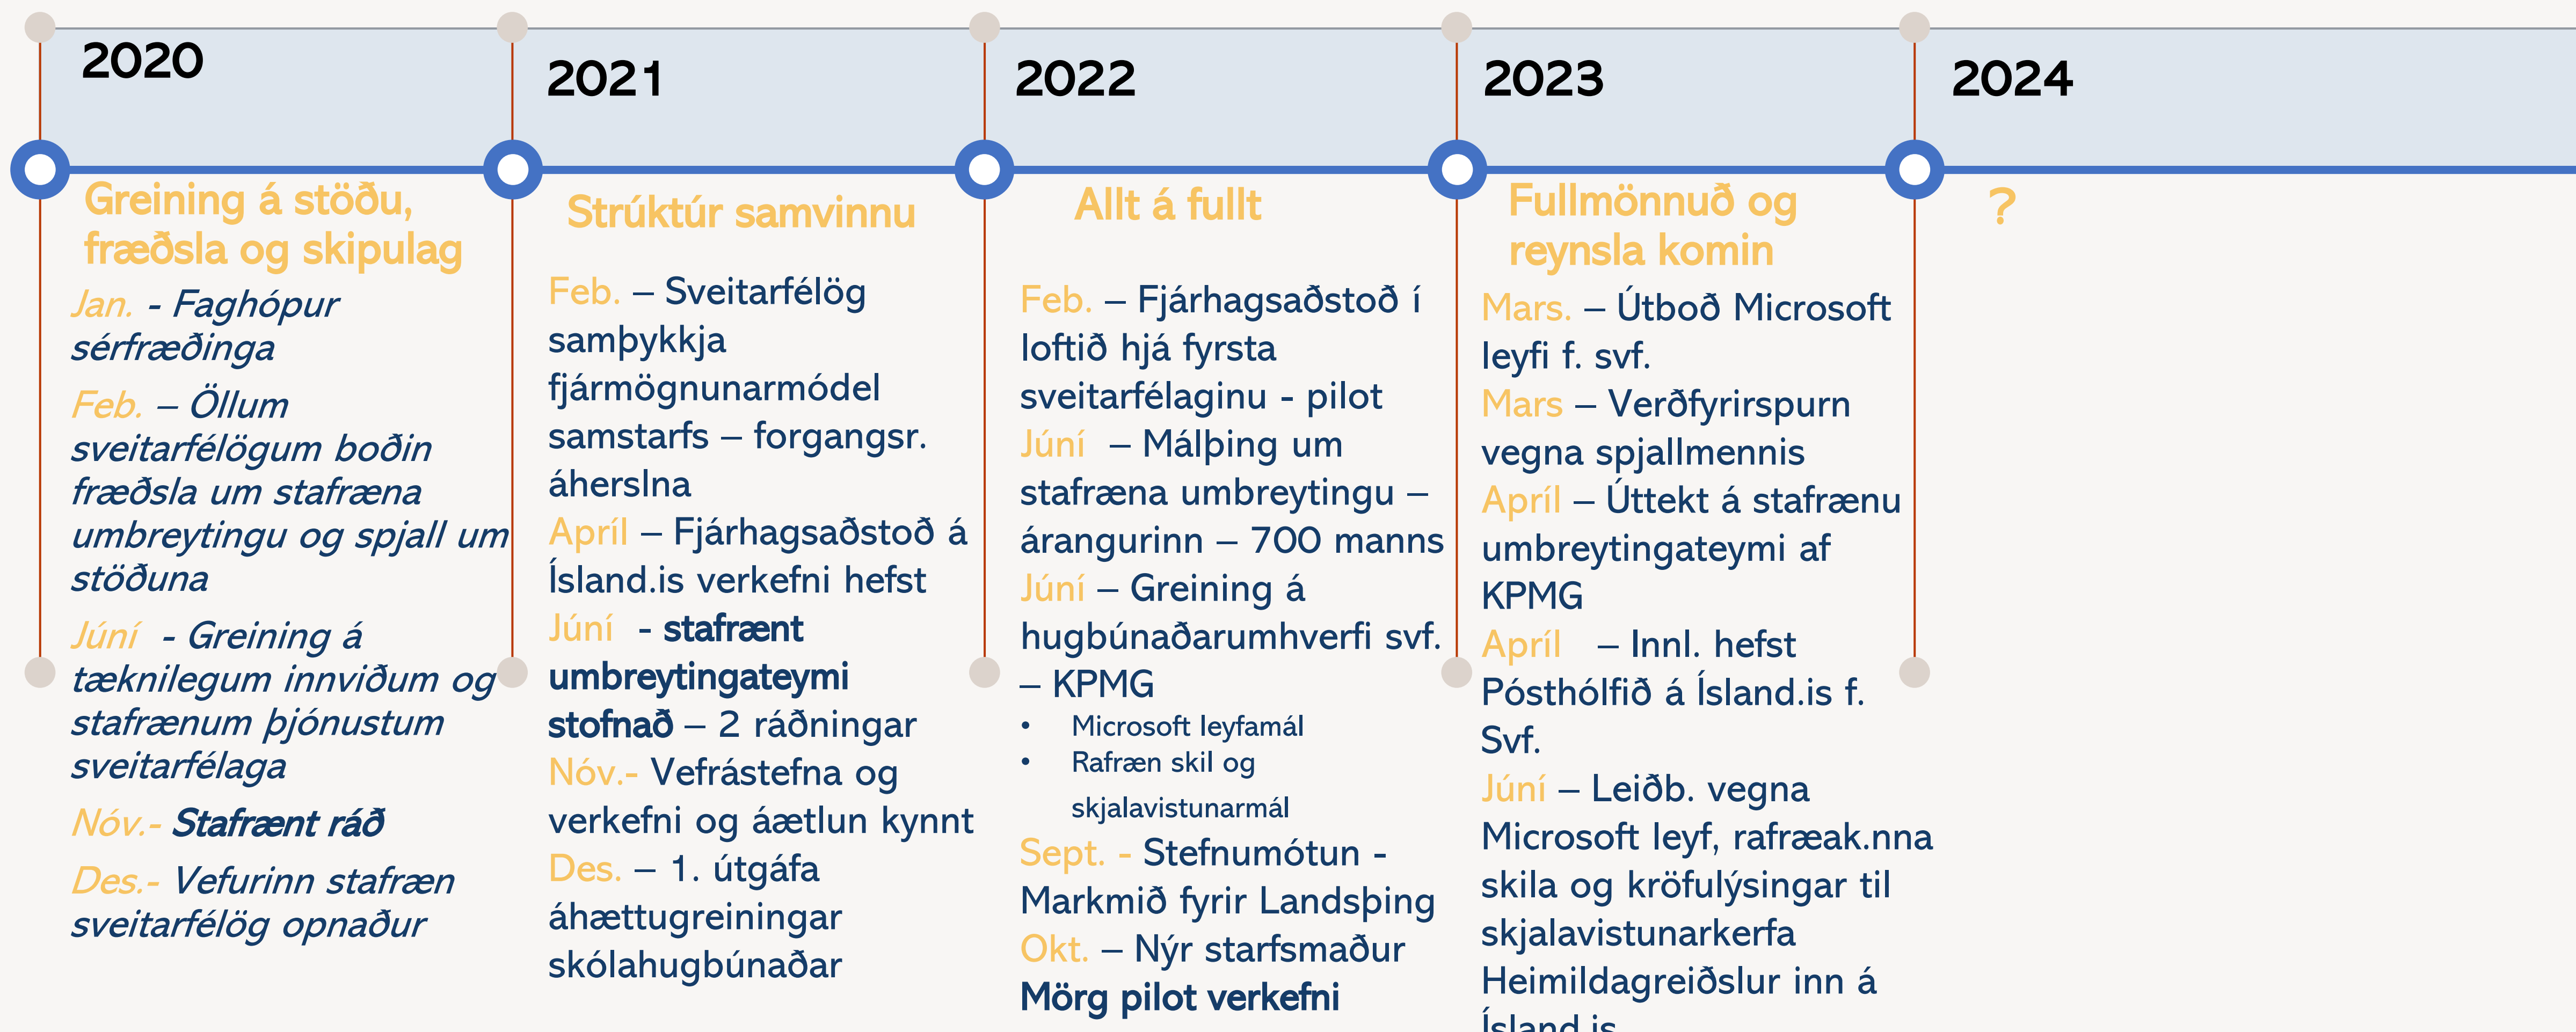 2020
Greining á stöðu,
fræðsla og skipulag
Jan. - Faghópur
sérfræðinga
Feb. – Öllum
sveitarfélögum boðin
fræðsla um stafræna
umbreytingu og spjall um
stöðuna
Júní - Greining á
tæknilegum innviðum og
stafrænum þjónustum
sveitarfélaga
Nóv.- Stafrænt ráð
Des.- Vefurinn stafræn
sveitarfélög opnaður
2021
Strúktúr samvinnu
Feb. – Sveitarfélög
samþykkja
fjármögnunarmódel
samstarfs – forgangsr.
áherslna
Apríl – Fjárhagsaðstoð á
Ísland.is verkefni hefst
Júní - stafrænt
umbreytingateymi
stofnað – 2 ráðningar
Nóv.- Vefrástefna og
verkefni og áætlun kynnt
Des. – 1. útgáfa
áhættugreiningar
skólahugbúnaðar
2022
Allt á fullt
Feb. – Fjárhagsaðstoð í
loftið hjá fyrsta
sveitarfélaginu - pilot
Júní – Málþing um
stafræna umbreytingu –
árangurinn – 700 manns
Júní – Greining á
hugbúnaðarumhverfi svf.
– KPMG
• Microsoft leyfamál
• Rafræn skil og
skjalavistunarmál
Sept. - Stefnumótun -
Markmið fyrir Landsþing
Okt. – Nýr starfsmaður
Mörg pilot verkefni
2023
Fullmönnuð og
reynsla komin
Mars. – Útboð Microsoft
leyfi f. svf.
Mars – Verðfyrirspurn
vegna spjallmennis
Apríl – Úttekt á stafrænu
umbreytingateymi af
KPMG
Apríl – Innl. hefst
Pósthólfið á Ísland.is f.
Svf.
Júní – Leiðb. vegna
Microsoft leyf, rafræak.nna
skila og kröfulýsingar til
skjalavistunarkerfa
Heimildagreiðslur inn á
Ísland.is
2024
?